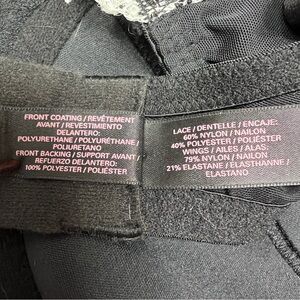 FRONT COATING / REVÊTEMENT
AVANT / REVESTIMIENTO
DELANTERO:
POLYURETHANE / POLYURÉTHANE /
POLIURETANO
FRONT BACKING / SUPPORT AVANT /
REFUERZO DELANTERO:
100% POLYESTER / POLIÉSTER
LACE / DENTELLE / ENCAJE:
60% NYLON / NAILON
40% POLYESTER / POLIÉSTER
WINGS / AILES / ALAS:
79% NYLON / NAILON
21% ELASTANE / ÉLASTHANNE /
ELASTANO